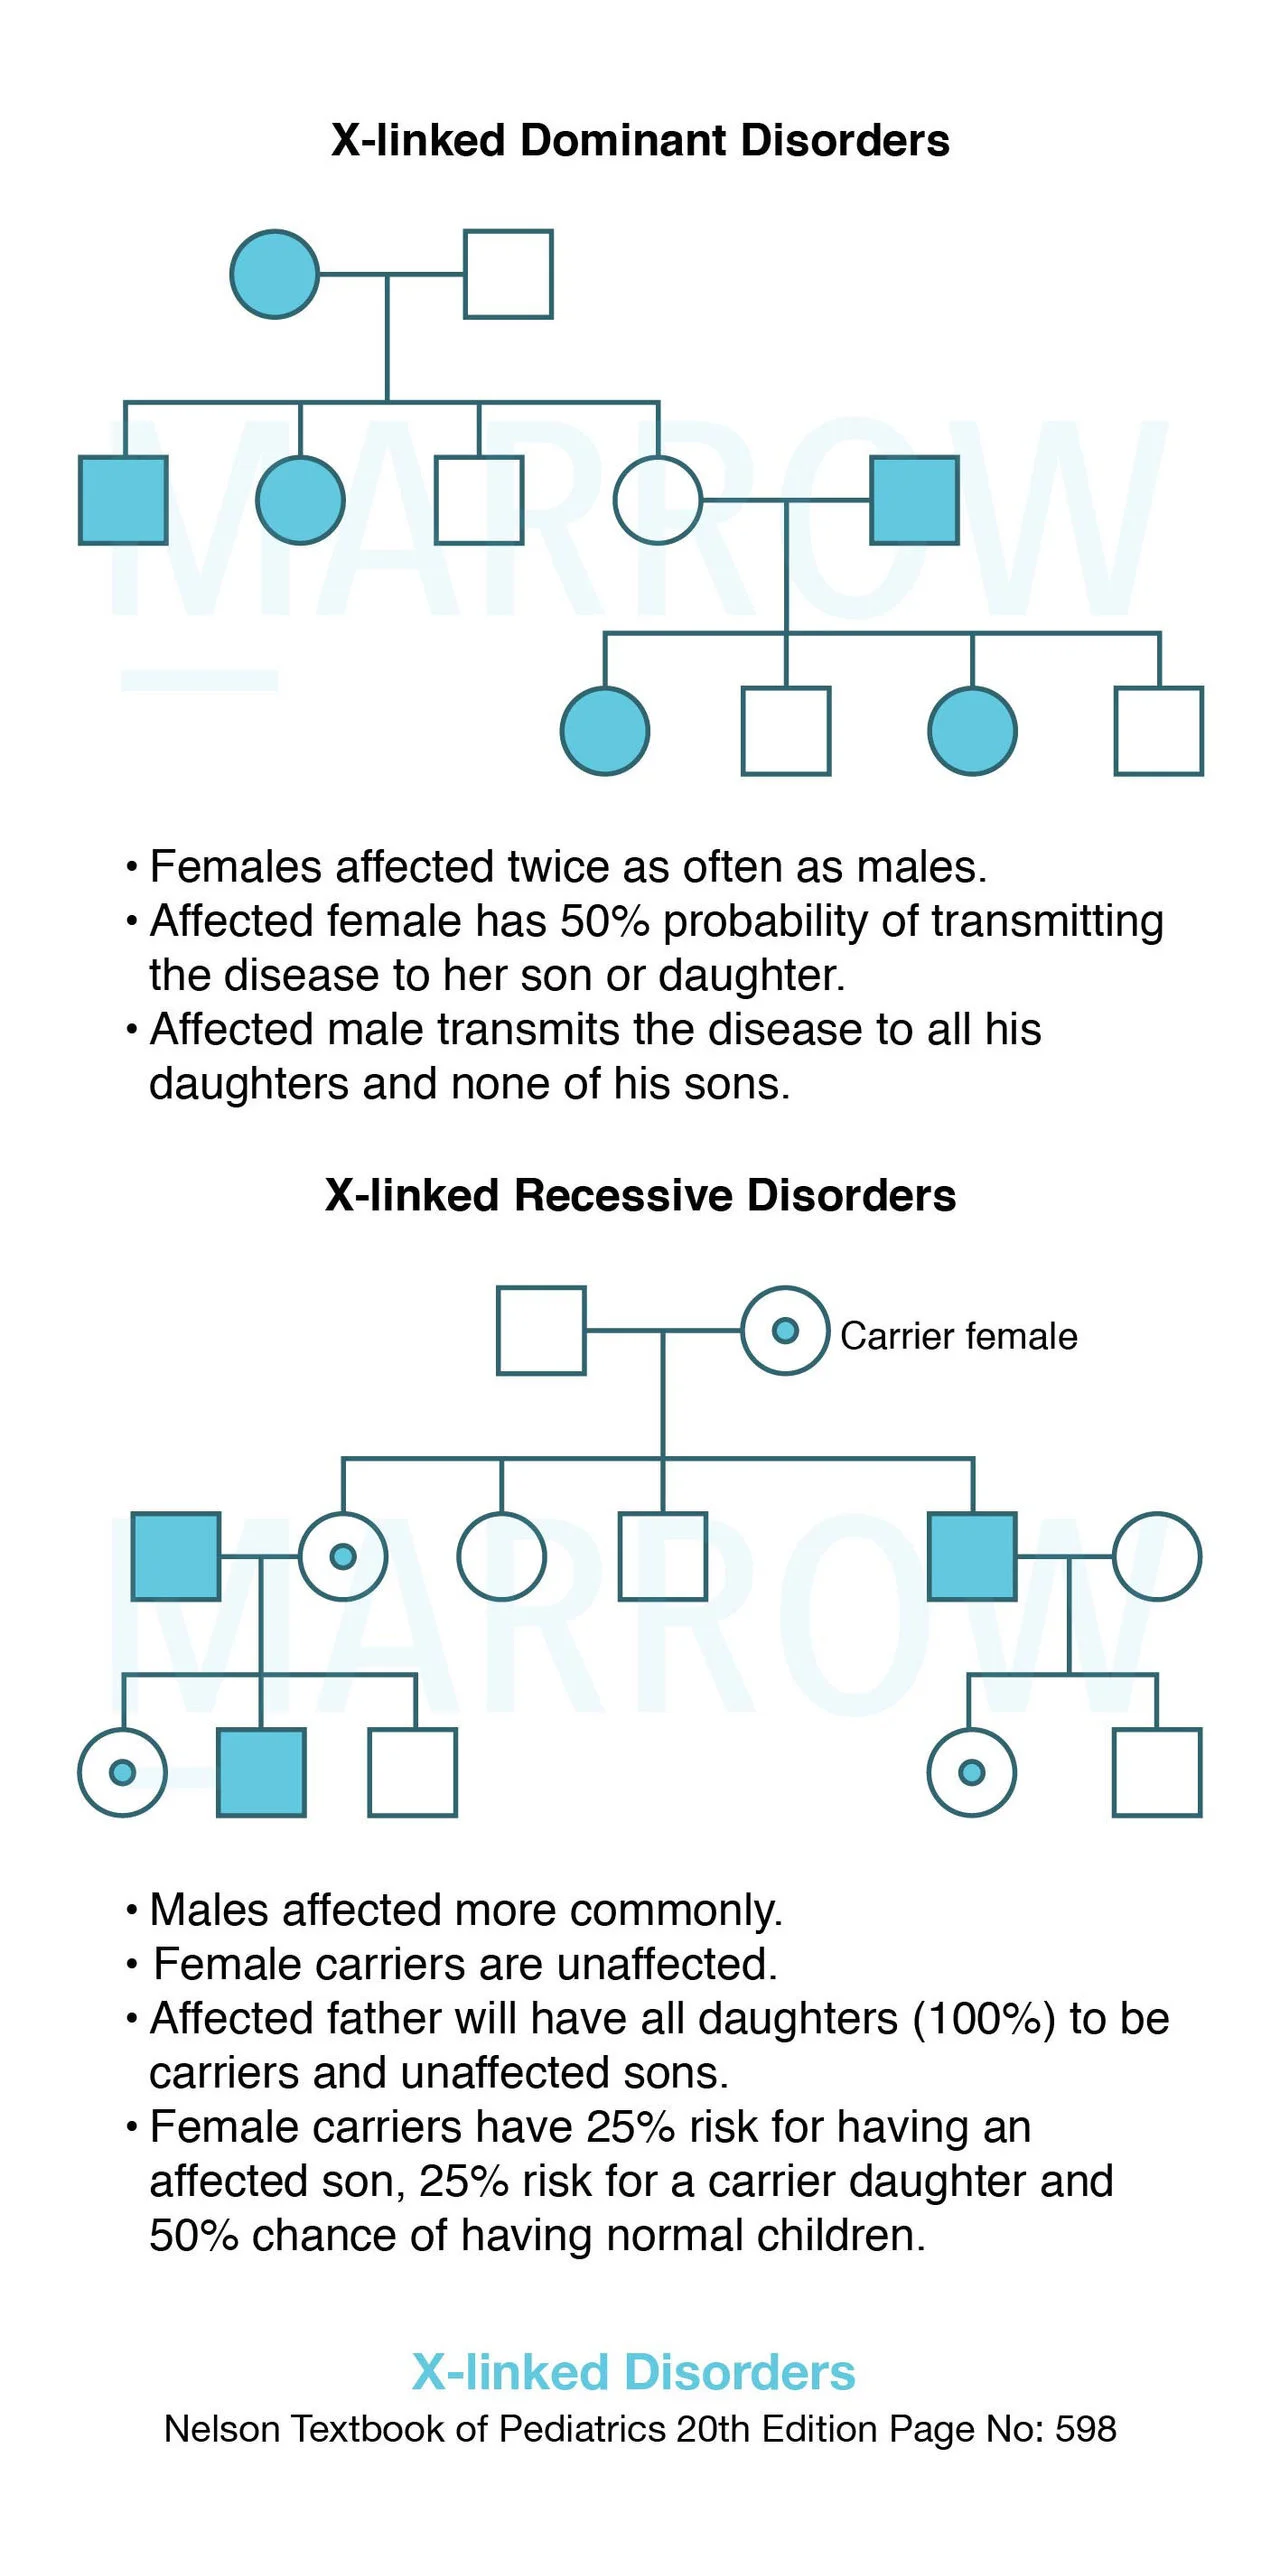 X-linked Dominant Disorders
MARROW
• Females affected twice as often as males.
• Affected female has 50% probability of transmitting
the disease to her son or daughter.
• Affected male transmits the disease to all his
daughters and none of his sons.
X-linked Recessive Disorders
Carrier female
MARROW
• Males affected more commonly.
• Female carriers are unaffected.
• Affected father will have all daughters (100%) to be
carriers and unaffected sons.
• Female carriers have 25% risk for having an
affected son, 25% risk for a carrier daughter and
50% chance of having normal children.
X-linked Disorders
Nelson Textbook of Pediatrics 20th Edition Page No: 598